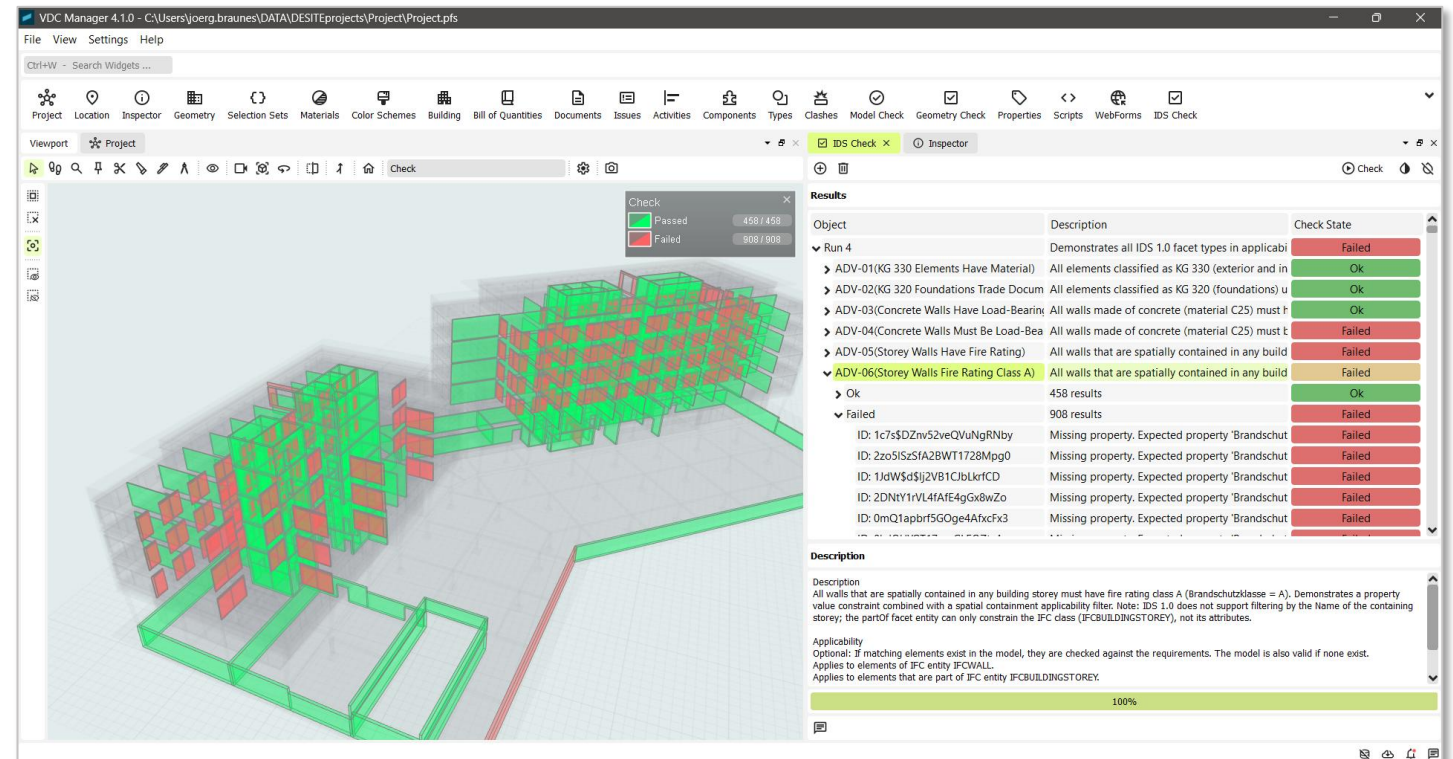 VDC Manager 4.1.0 - C:\Users\joerg.braunes\DATA\DESITEprojects\Project\Project.pfs
File View Settings Help
Ctrl+W - Search Widgets ...
Project Location Inspector Geometry Selection Sets Materials Color Schemes Building Bill of Quantities Documents Issues Activities Components Types Clashes Model Check Geometry Check Properties Scripts WebForms IDS Check
Viewport Project
IDS Check Inspector
Check
Check
Check
Passed 458 / 458
Failed 908 / 908
Results
Object Description Check State
Run 4 Demonstrates all IDS 1.0 facet types in applicabi Failed
ADV-01(KG 330 Elements Have Material) All elements classified as KG 330 (exterior and in Ok
ADV-02(KG 320 Foundations Trade Docum All elements classified as KG 320 (foundations) u Ok
ADV-03(Concrete Walls Have Load-Bearing All walls made of concrete (material C25) must h Ok
ADV-04(Concrete Walls Must Be Load-Bea All walls made of concrete (material C25) must b Failed
ADV-05(Storey Walls Have Fire Rating) All walls that are spatially contained in any build Failed
ADV-06(Storey Walls Fire Rating Class A) All walls that are spatially contained in any build Failed
Ok 458 results Ok
Failed 908 results Failed
ID: 1c7s$DZnv52veQVuNgRNby Missing property. Expected property 'Brandschut Failed
ID: 2zo5ISzSfA2BWT1728Mpg0 Missing property. Expected property 'Brandschut Failed
ID: 1JdW$d$lj2VB1CJbLkrfCD Missing property. Expected property 'Brandschut Failed
ID: 2DNtY1rVL4fAfE4gGx8wZo Missing property. Expected property 'Brandschut Failed
ID: 0mQ1apbrf5GOge4AfxcFx3 Missing property. Expected property 'Brandschut Failed
Description
Description
All walls that are spatially contained in any building storey must have fire rating class A (Brandschutzklasse = A). Demonstrates a property
value constraint combined with a spatial containment applicability filter. Note: IDS 1.0 does not support filtering by the Name of the containing
storey; the partOf facet entity can only constrain the IFC class (IFCBUILDINGSTOREY), not its attributes.
Applicability
Optional: If matching elements exist in the model, they are checked against the requirements. The model is also valid if none exist.
Applies to elements of IFC entity IFCWALL.
Applies to elements that are part of IFC entity IFCBUILDINGSTOREY.
100%